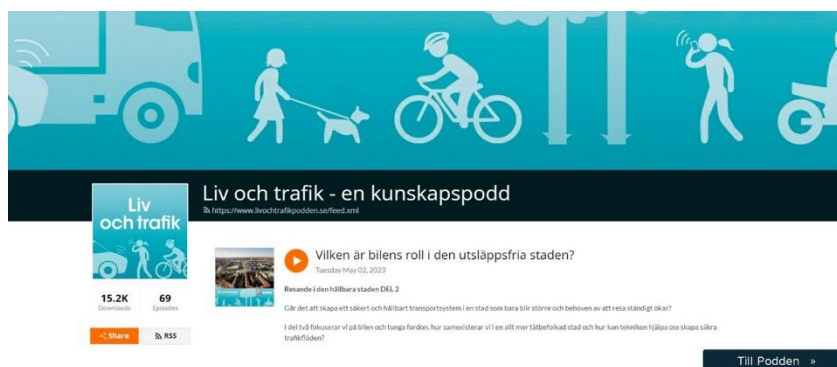 Liv och trafik - en kunskapspodd
https://www.livochtrafikpodden.se/feed.xml
Liv
och trafik
15.2K
Downloads
69
Episodes
Share
RSS
Vilken är bilens roll i den utsläppsfria staden?
Tuesday May 02, 2023
Resande i den hållbara staden DEL 2
Går det att skapa ett säkert och hållbart transportsystem i en stad som bara blir större och behoven av att resa ständigt ökar?
I del två fokuserar vi på bilen och tunga fordon, hur samexisterar vi i en allt mer tätbefolkad stad och hur kan tekniken hjälpa oss skapa säkra
trafikflöden?
Till Podden »